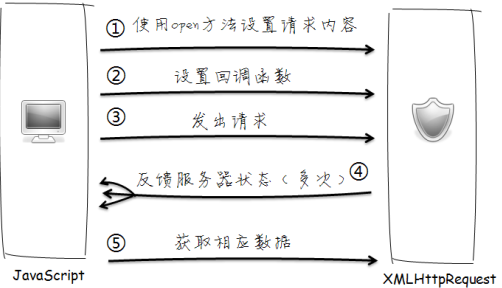 ① 使用open方法设置请求内容
② 设置回调函数
③ 发出请求
反馈服务器状态（多次）④
⑤ 获取相应数据
JavaScript
XMLHttpRequest